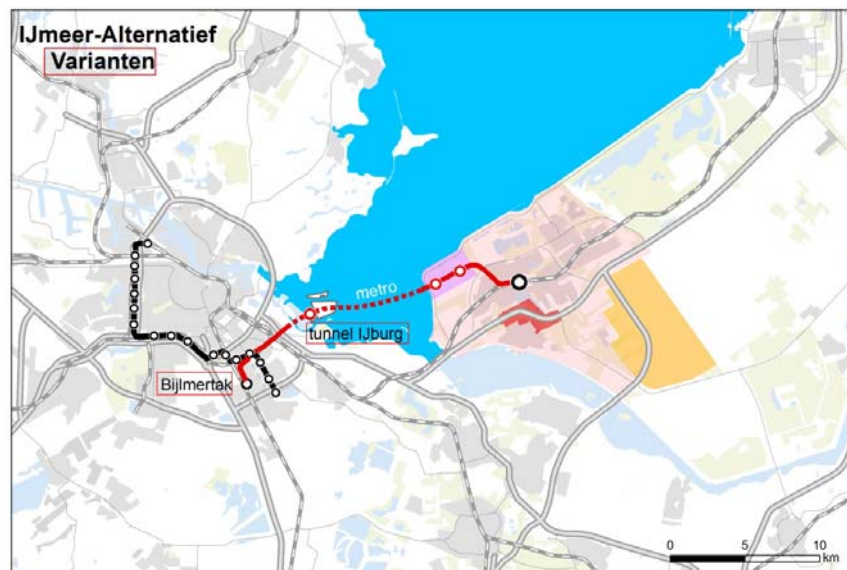 IJmeer-Alternatief
Varianten
metro
tunnel IJburg
Bijlmertak
0 5 10
km